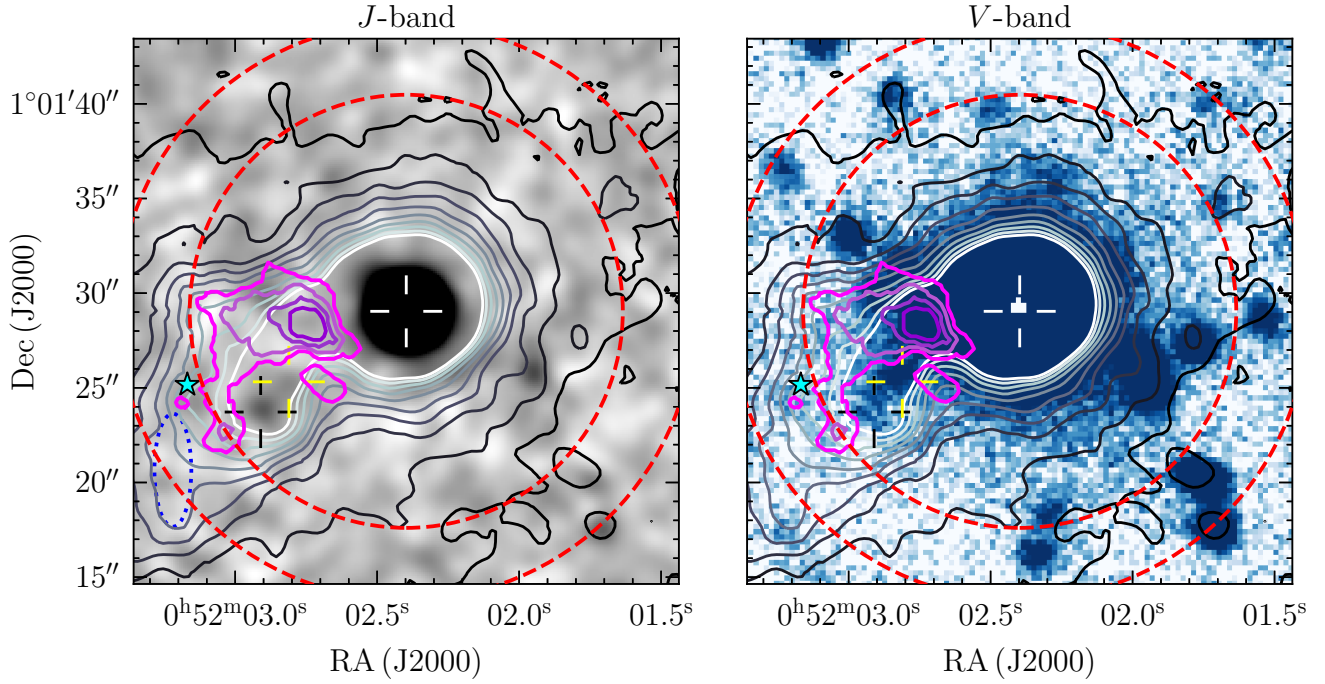 J-band
V-band
1°01′40″
35″
30″
25″
20″
15″
Dec (J2000)
0ʰ52ᵐ03.0ˢ 02.5ˢ 02.0ˢ 01.5ˢ
0ʰ52ᵐ03.0ˢ 02.5ˢ 02.0ˢ 01.5ˢ
RA (J2000)
RA (J2000)